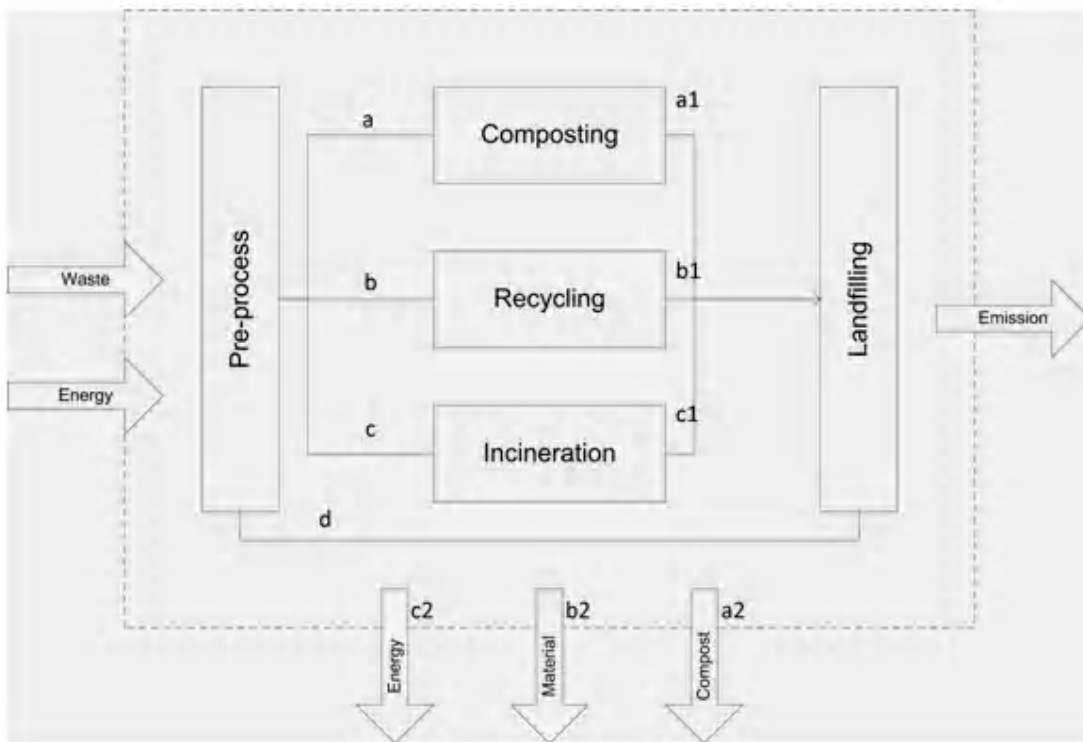 a
Composting
a1
Waste
Pre-process
b
Recycling
b1
Landfilling
Emission
Energy
c
Incineration
c1
d
c2
Energy
b2
Material
a2
Compost